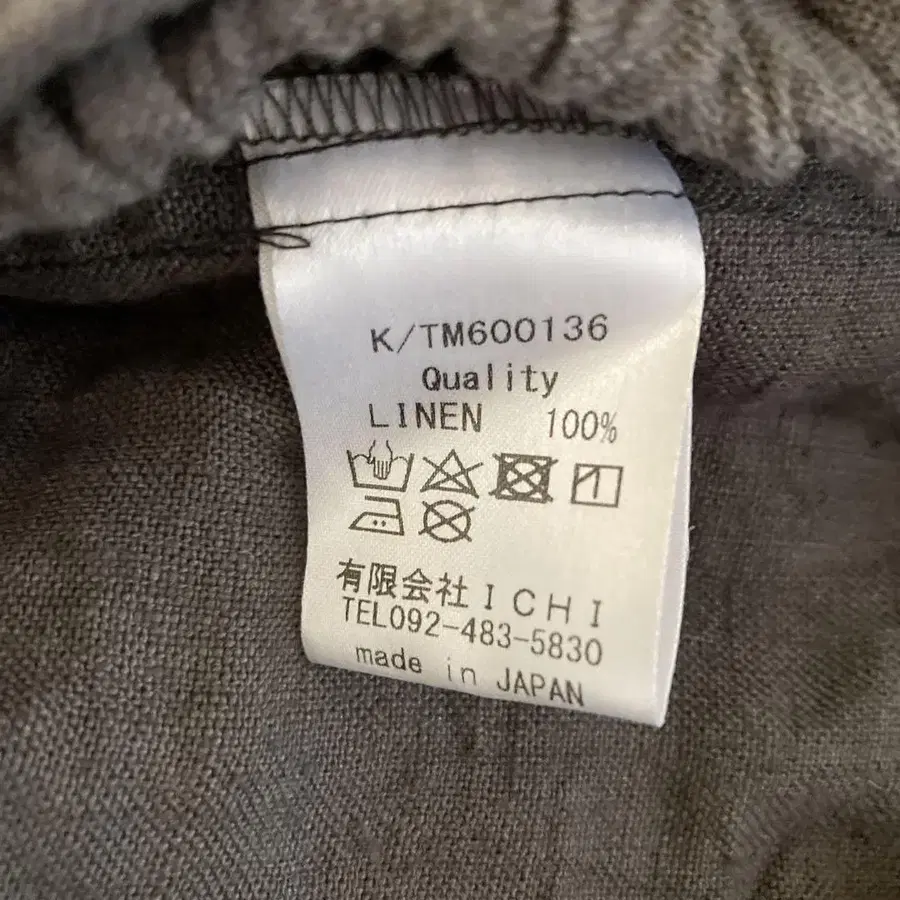 K/TM600136
Quality
LINEN 100%
有限会社ICHI
TEL092-483-5830
made in JAPAN